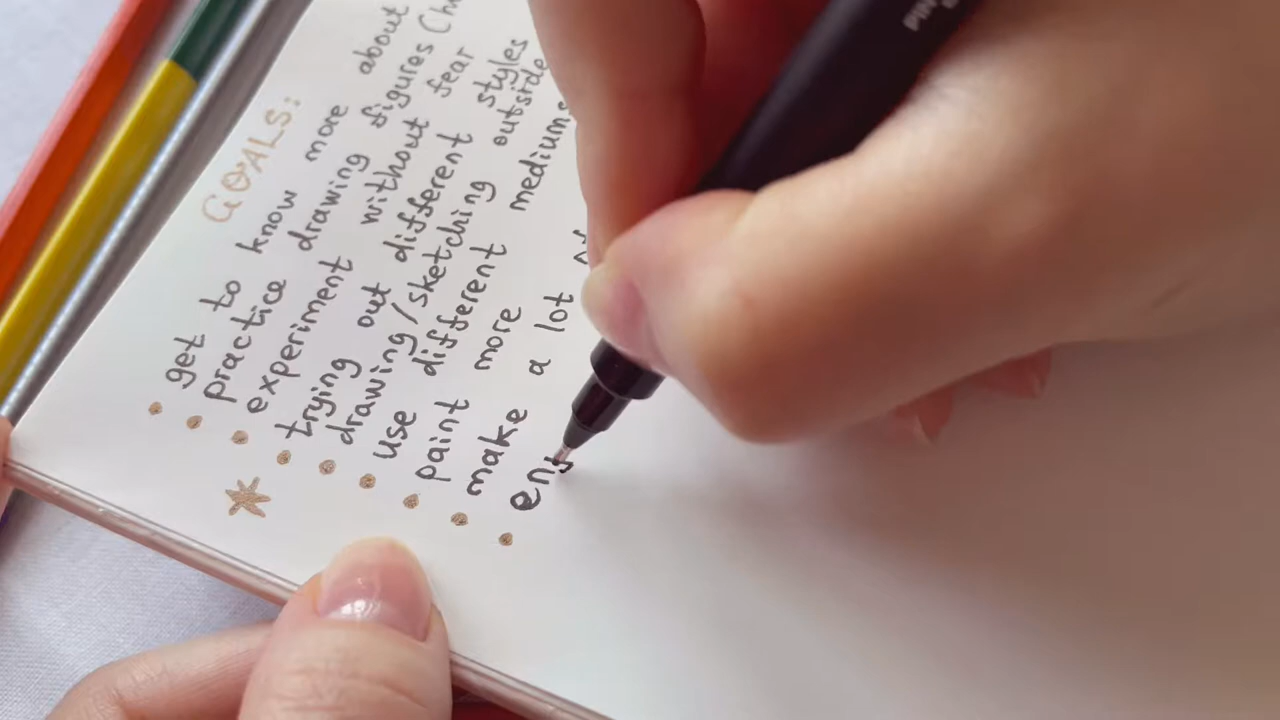 GOALS:
• get to know more about
• practice drawing figures
• experiment without fear
• trying out different styles
• drawing/sketching outside
• use different mediums
• paint more
• make a lot
• en
PIN